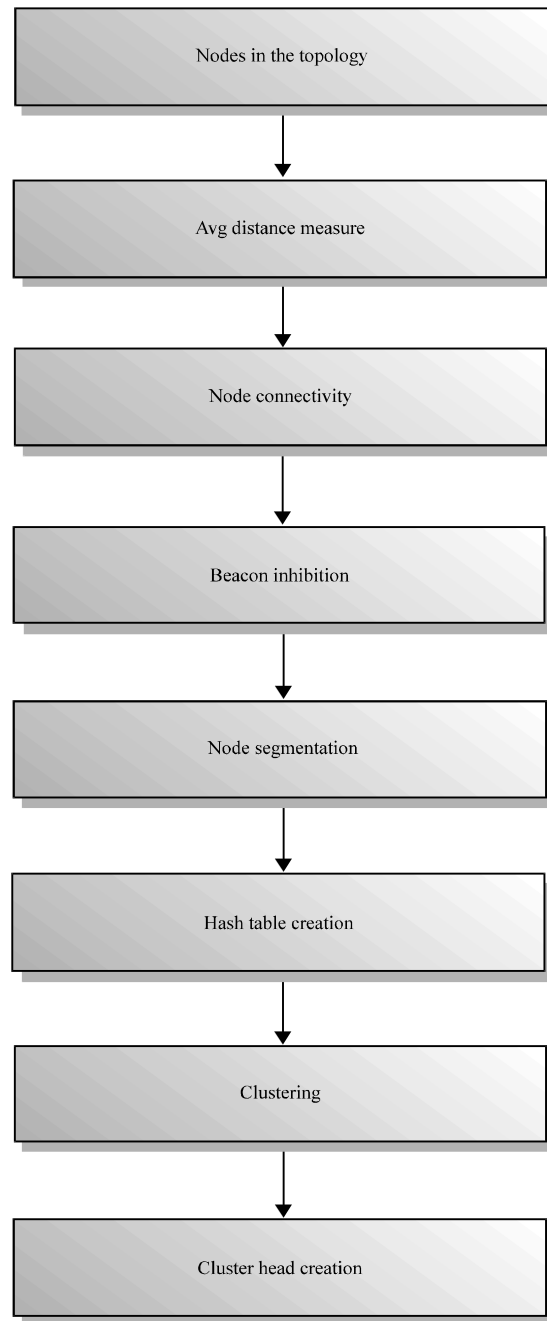 Nodes in the topology
Avg distance measure
Node connectivity
Beacon inhibition
Node segmentation
Hash table creation
Clustering
Cluster head creation